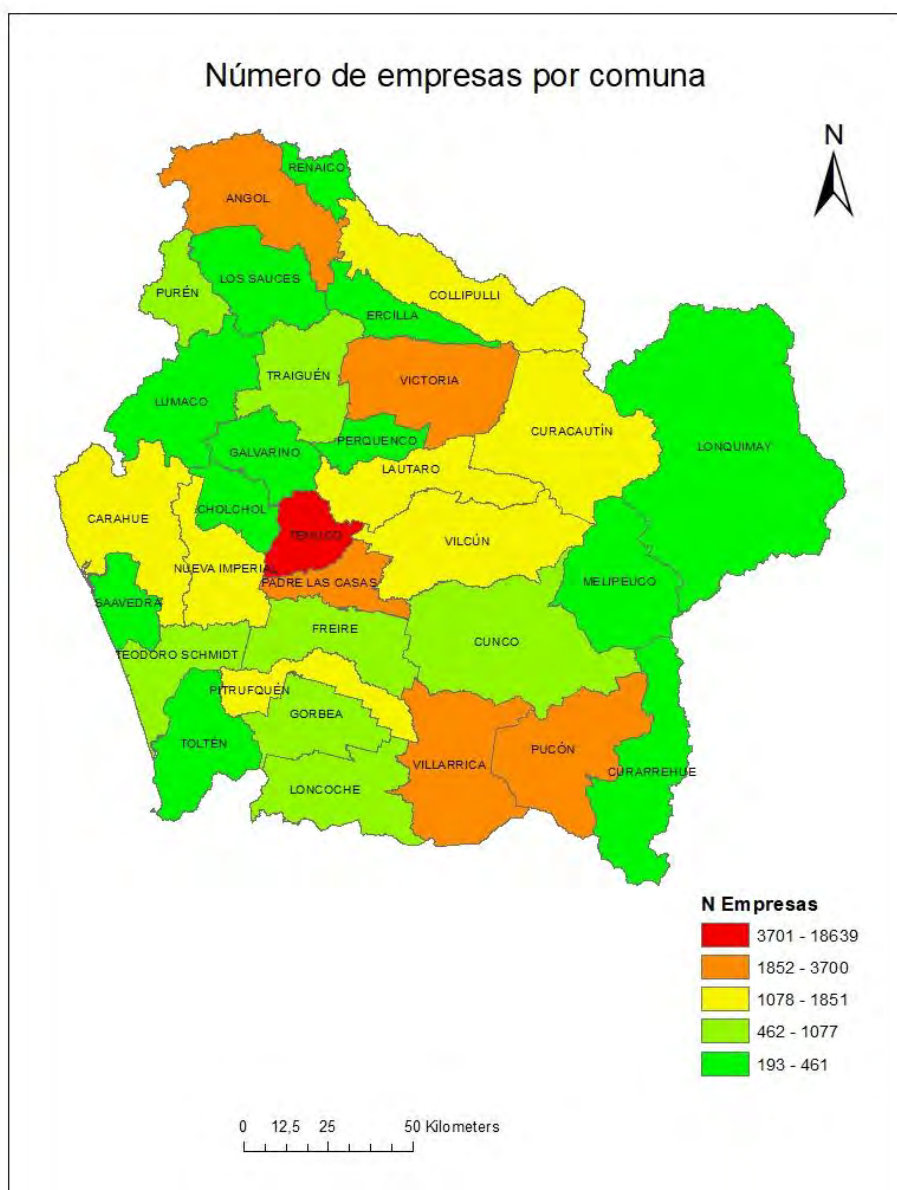 Número de empresas por comuna
N
RENAICO
ANGOL
LOS SAUCES
PURÉN
COLLIPULLI
ERCILLA
TRAIGUÉN
VICTORIA
LUMACO
CURACAUTÍN
PERQUENCO
LONQUIMAY
GALVARINO
LAUTARO
CHOLCHOL
CARAHUE
TEMUCO
VILCÚN
NUEVA IMPERIAL
PADRE LAS CASAS
MELIPEUCO
SAAVEDRA
FREIRE
CUNCO
TEODORO SCHMIDT
PITRUFQUÉN
GORBEA
TOLTÉN
PUCÓN
VILLARRICA
CURARREHUE
LONCOCHE
N Empresas
3701 - 18639
1852 - 3700
1078 - 1851
462 - 1077
193 - 461
0 12,5 25 50 Kilometers